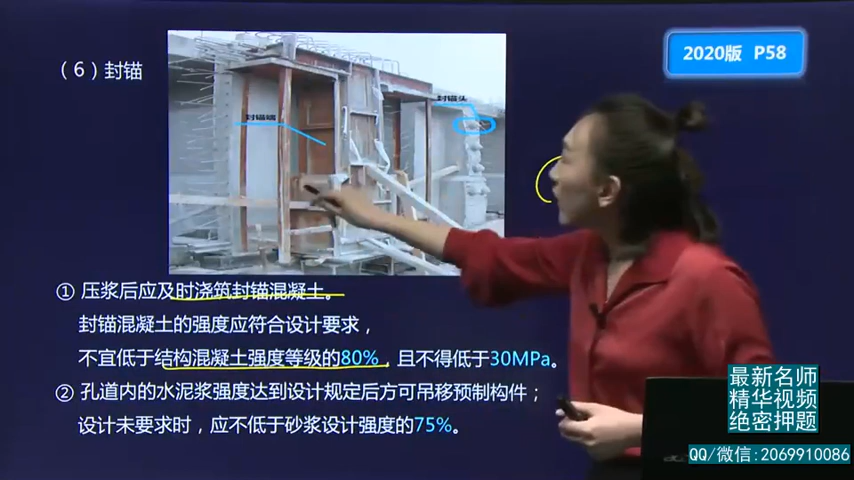 2020版 P58
（6）封锚
封锚端
封锚头
① 压浆后应及时浇筑封锚混凝土。
封锚混凝土的强度应符合设计要求，
不宜低于结构混凝土强度等级的80%，且不得低于30MPa。
② 孔道内的水泥浆强度达到设计规定后方可吊移预制构件；
设计未要求时，应不低于砂浆设计强度的75%。
最新名师
精华视频
绝密押题
QQ/微信:2069910086